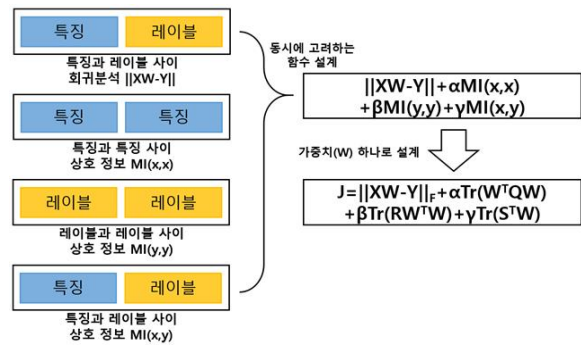 특징 레이블
특징과 레이블 사이
회귀분석 ||XW-Y||
특징 특징
특징과 특징 사이
상호 정보 MI(x,x)
레이블 레이블
레이블과 레이블 사이
상호 정보 MI(y,y)
특징 레이블
특징과 레이블 사이
상호 정보 MI(x,y)
동시에 고려하는
함수 설계
||XW-Y||+αMI(x,x)
+βMI(y,y)+γMI(x,y)
가중치(W) 하나로 설계
J=||XW-Y||F+αTr(WᵀQW)
+βTr(RWᵀW)+γTr(SᵀW)